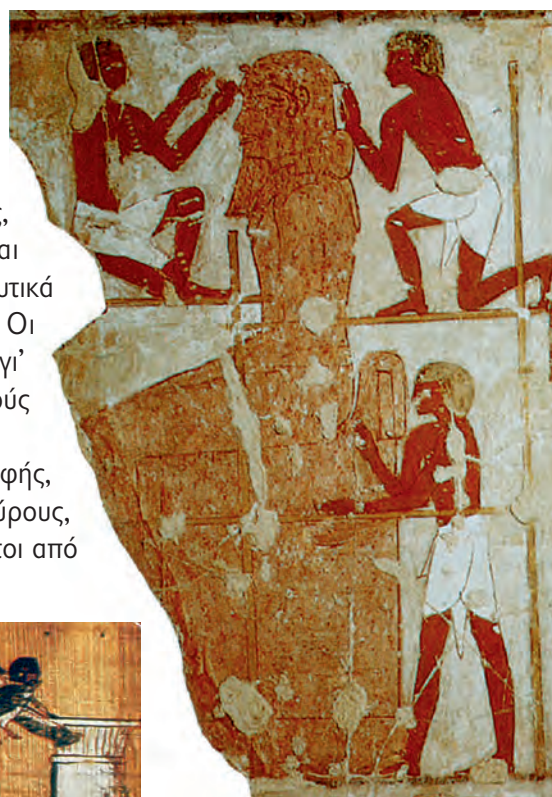 ς,
αι
υτικά
Οι
γι’
ούς
φής,
ύρους,
τοι από